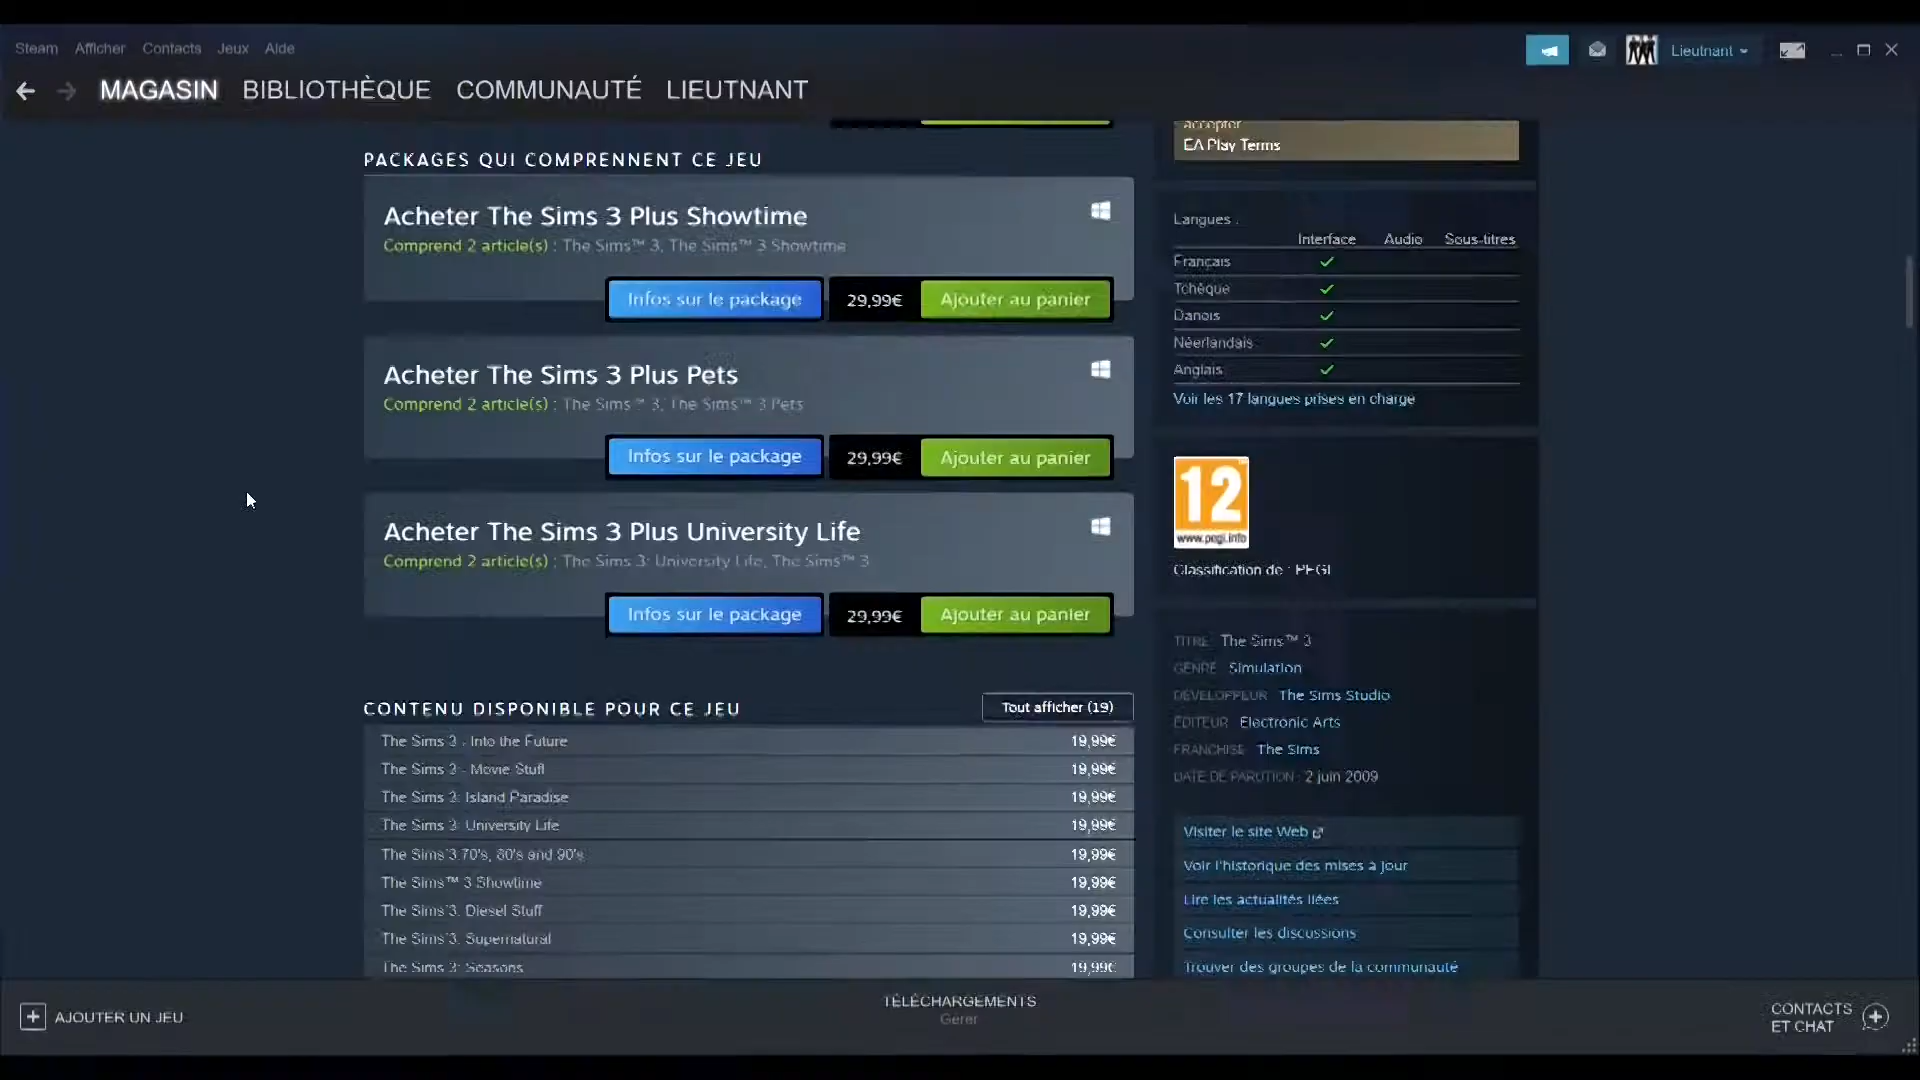 Steam Afficher Contacts Jeux Aide
Lieutnant
MAGASIN BIBLIOTHÈQUE COMMUNAUTÉ LIEUTNANT
PACKAGES QUI COMPRENNENT CE JEU
Acheter The Sims 3 Plus Showtime
Comprend 2 article(s) : The Sims™ 3, The Sims™ 3 Showtime
Infos sur le package 29,99€ Ajouter au panier
Acheter The Sims 3 Plus Pets
Comprend 2 article(s) : The Sims™ 3, The Sims™ 3 Pets
Infos sur le package 29,99€ Ajouter au panier
Acheter The Sims 3 Plus University Life
Comprend 2 article(s) : The Sims 3: University Life, The Sims™ 3
Infos sur le package 29,99€ Ajouter au panier
CONTENU DISPONIBLE POUR CE JEU Tout afficher (19)
The Sims 3 - Into the Future 19,99€
The Sims 3 - Movie Stuff 19,99€
The Sims 3: Island Paradise 19,99€
The Sims 3: University Life 19,99€
The Sims 3 70's, 80's and 90's 19,99€
The Sims™ 3 Showtime 19,99€
The Sims 3: Diesel Stuff 19,99€
The Sims 3: Supernatural 19,99€
The Sims 3: Seasons 19,99€
accepter
EA Play Terms
Langues :
Interface Audio Sous-titres
Français ✓
Tchèque ✓
Danois ✓
Néerlandais ✓
Anglais ✓
Voir les 17 langues prises en charge
12
www.pegi.info
Classification de : PEGI
TITRE : The Sims™ 3
GENRE : Simulation
DÉVELOPPEUR : The Sims Studio
ÉDITEUR : Electronic Arts
FRANCHISE : The Sims
DATE DE PARUTION : 2 juin 2009
Visiter le site Web
Voir l'historique des mises à jour
Lire les actualités liées
Consulter les discussions
Trouver des groupes de la communauté
AJOUTER UN JEU
TÉLÉCHARGEMENTS
Gérer
CONTACTS
ET CHAT